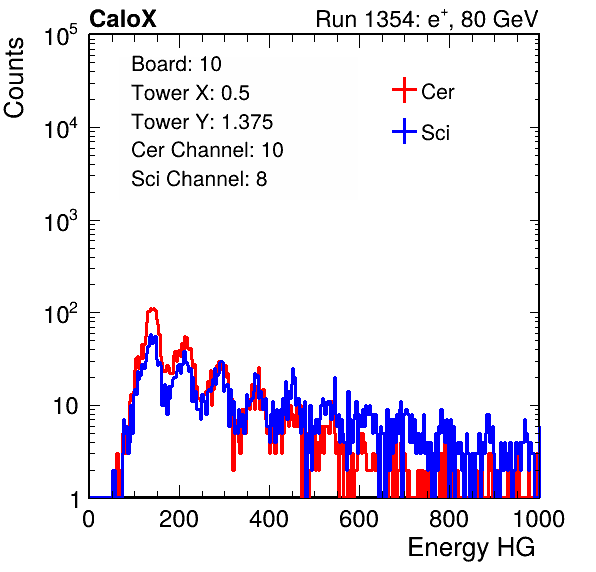 CaloX Run 1354: e⁺, 80 GeV
Counts
Board: 10
Tower X: 0.5
Tower Y: 1.375
Cer Channel: 10
Sci Channel: 8
Cer
Sci
10⁵
10⁴
10³
10²
10
1
0 200 400 600 800 1000
Energy HG